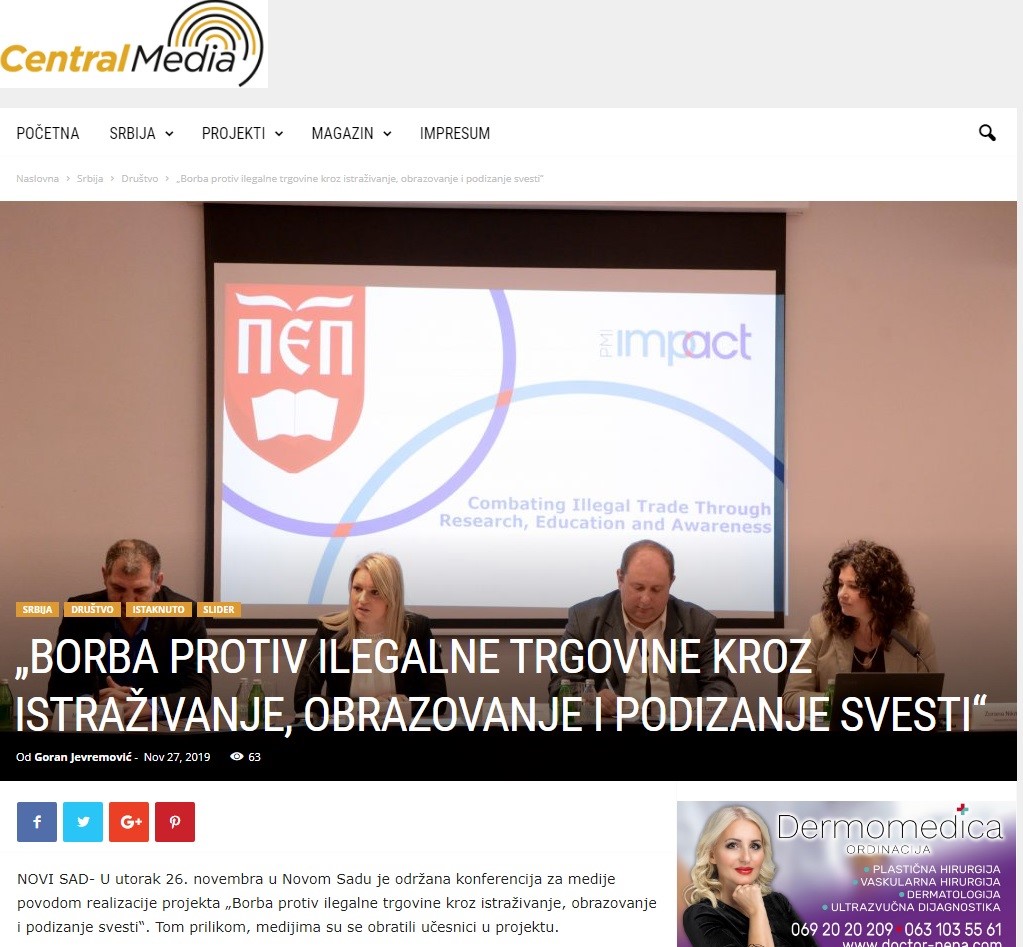 CentralMedia
POČETNA SRBIJA PROJEKTI MAGAZIN IMPRESUM
Naslovna › Srbija › Društvo › „Borba protiv ilegalne trgovine kroz istraživanje, obrazovanje i podizanje svesti“
ПЕП
PMI impact
Combating Illegal Trade Through
Research, Education and Awareness
SRBIJA DRUŠTVO ISTAKNUTO SLIDER
„BORBA PROTIV ILEGALNE TRGOVINE KROZ
ISTRAŽIVANJE, OBRAZOVANJE I PODIZANJE SVESTI“
Od Goran Jevremović - Nov 27, 2019 63
f G+
NOVI SAD- U utorak 26. novembra u Novom Sadu je održana konferencija za medije
povodom realizacije projekta „Borba protiv ilegalne trgovine kroz istraživanje, obrazovanje
i podizanje svesti“. Tom prilikom, medijima su se obratili učesnici u projektu.
Dermomedica
ORDINACIJA
• PLASTIČNA HIRURGIJA
• VASKULARNA HIRURGIJA
• DERMATOLOGIJA
• ULTRAZVUČNA DIJAGNOSTIKA
069 20 20 209 • 063 103 55 61
www.doctor-nena.com